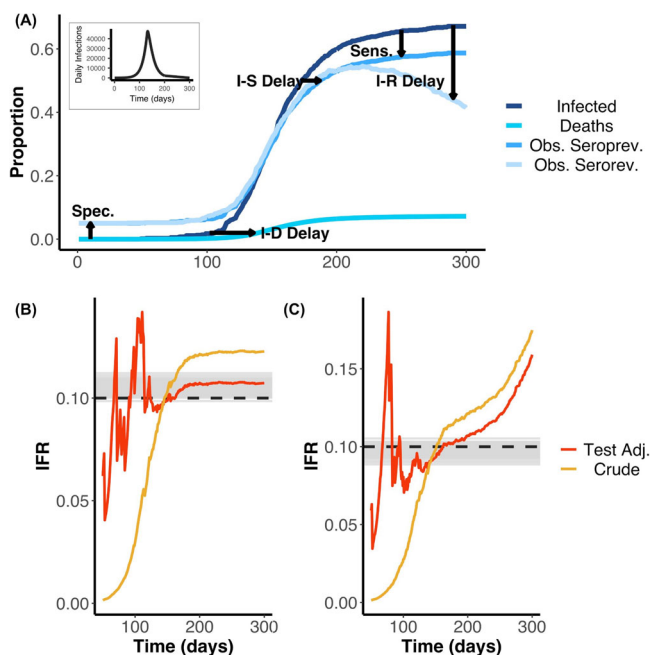 (A)
0.6
0.4
0.2
0.0
Proportion
Daily Infections
50000
40000
30000
20000
10000
0
0 100 200 300
Time (days)
Sens.
I-S Delay
I-R Delay
Spec.
I-D Delay
0 100 200 300
Time (days)
Infected
Deaths
Obs. Seroprev.
Obs. Serorev.
(B)
IFR
0.10
0.05
0.00
100 200 300
Time (days)
(C)
IFR
0.15
0.10
0.05
0.00
100 200 300
Time (days)
Test Adj.
Crude